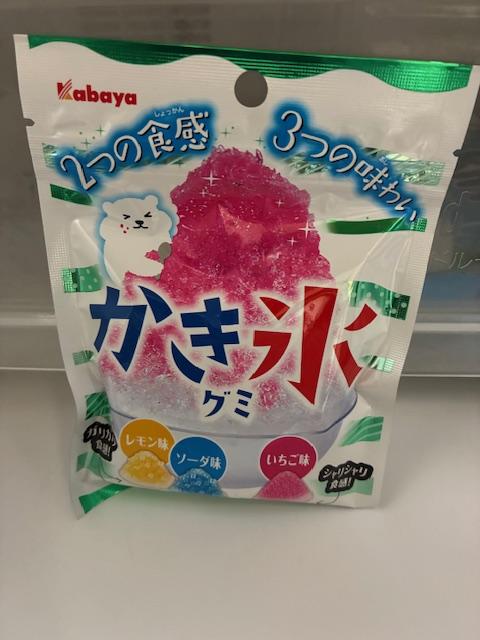 Kabaya
しょっかん
2つの食感
3つの味わい
かき氷
グミ
ガリガリ
食感!
レモン味
ソーダ味
いちご味
シャリシャリ
食感!